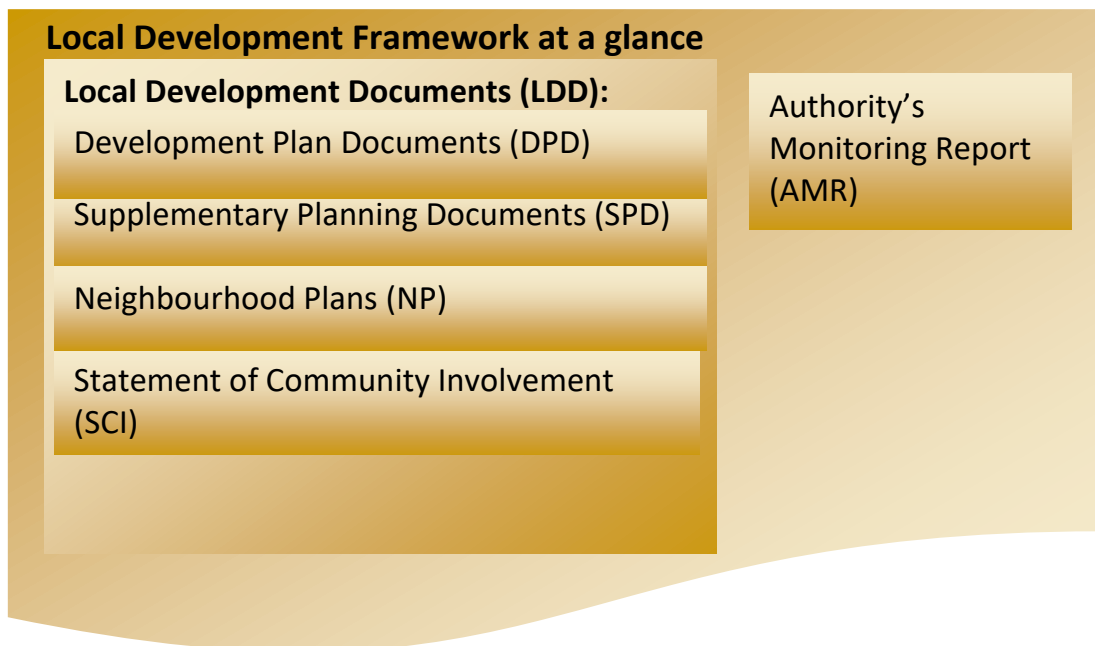 Local Development Framework at a glance
Local Development Documents (LDD):
Development Plan Documents (DPD)
Supplementary Planning Documents (SPD)
Neighbourhood Plans (NP)
Statement of Community Involvement
(SCI)
Authority’s
Monitoring Report
(AMR)